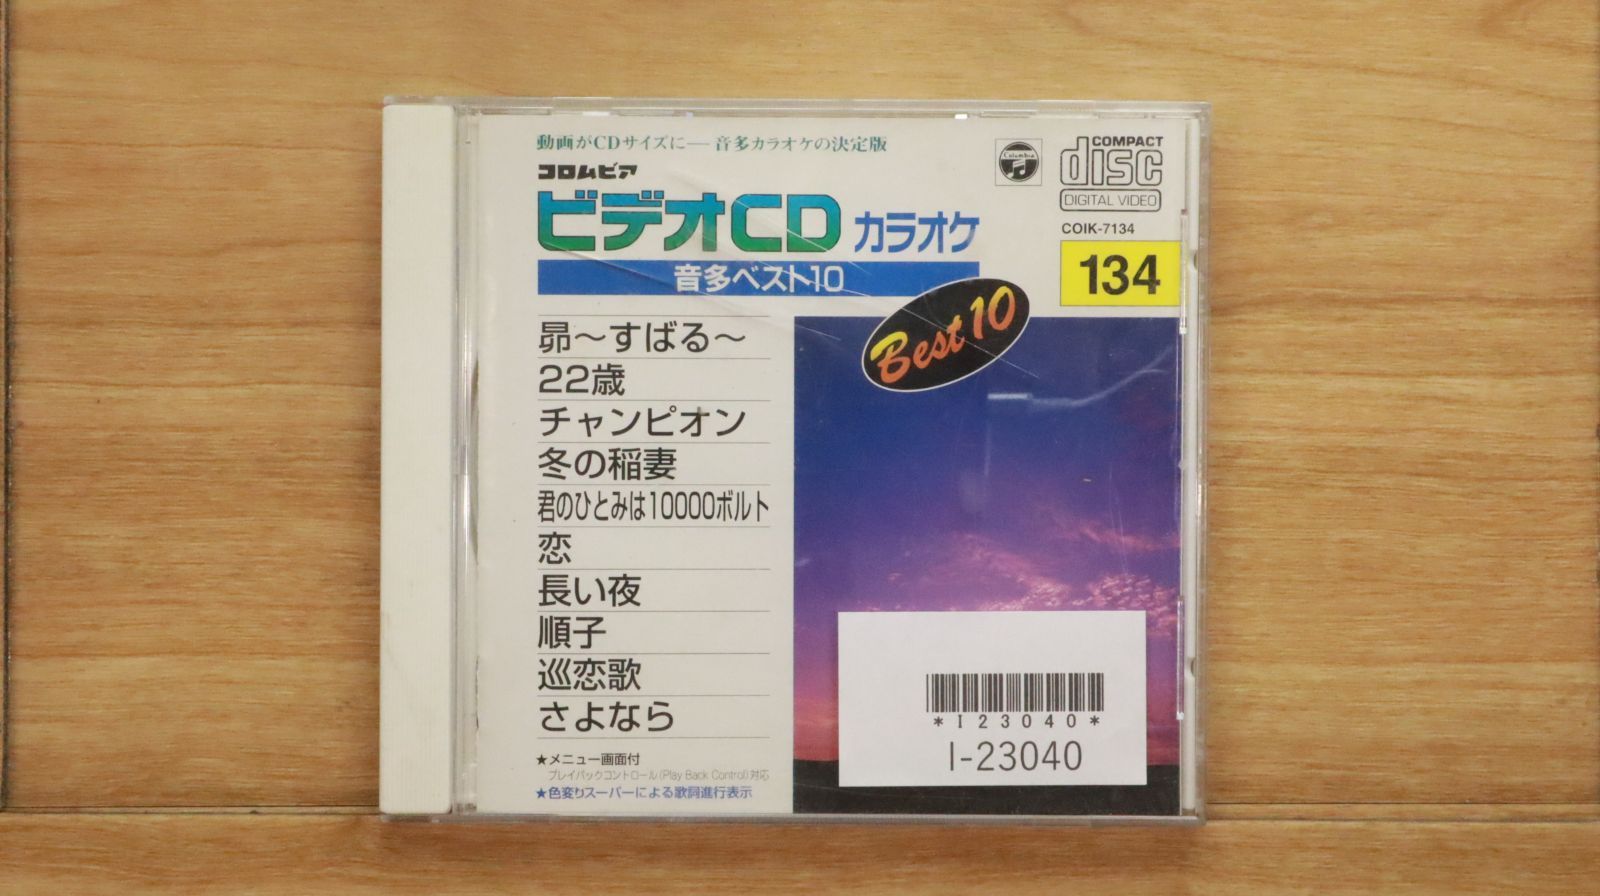 動画がCDサイズに──音多カラオケの決定版
コロムビア
ビデオCD カラオケ
音多ベスト10
Columbia
COMPACT
disc
DIGITAL VIDEO
COIK-7134
134
Best 10
昴〜すばる〜
22歳
チャンピオン
冬の稲妻
君のひとみは10000ボルト
恋
長い夜
順子
巡恋歌
さよなら
★メニュー画面付
プレイバックコントロール(Play Back Control)対応
★色変りスーパーによる歌詞進行表示
*I23040*
I-23040